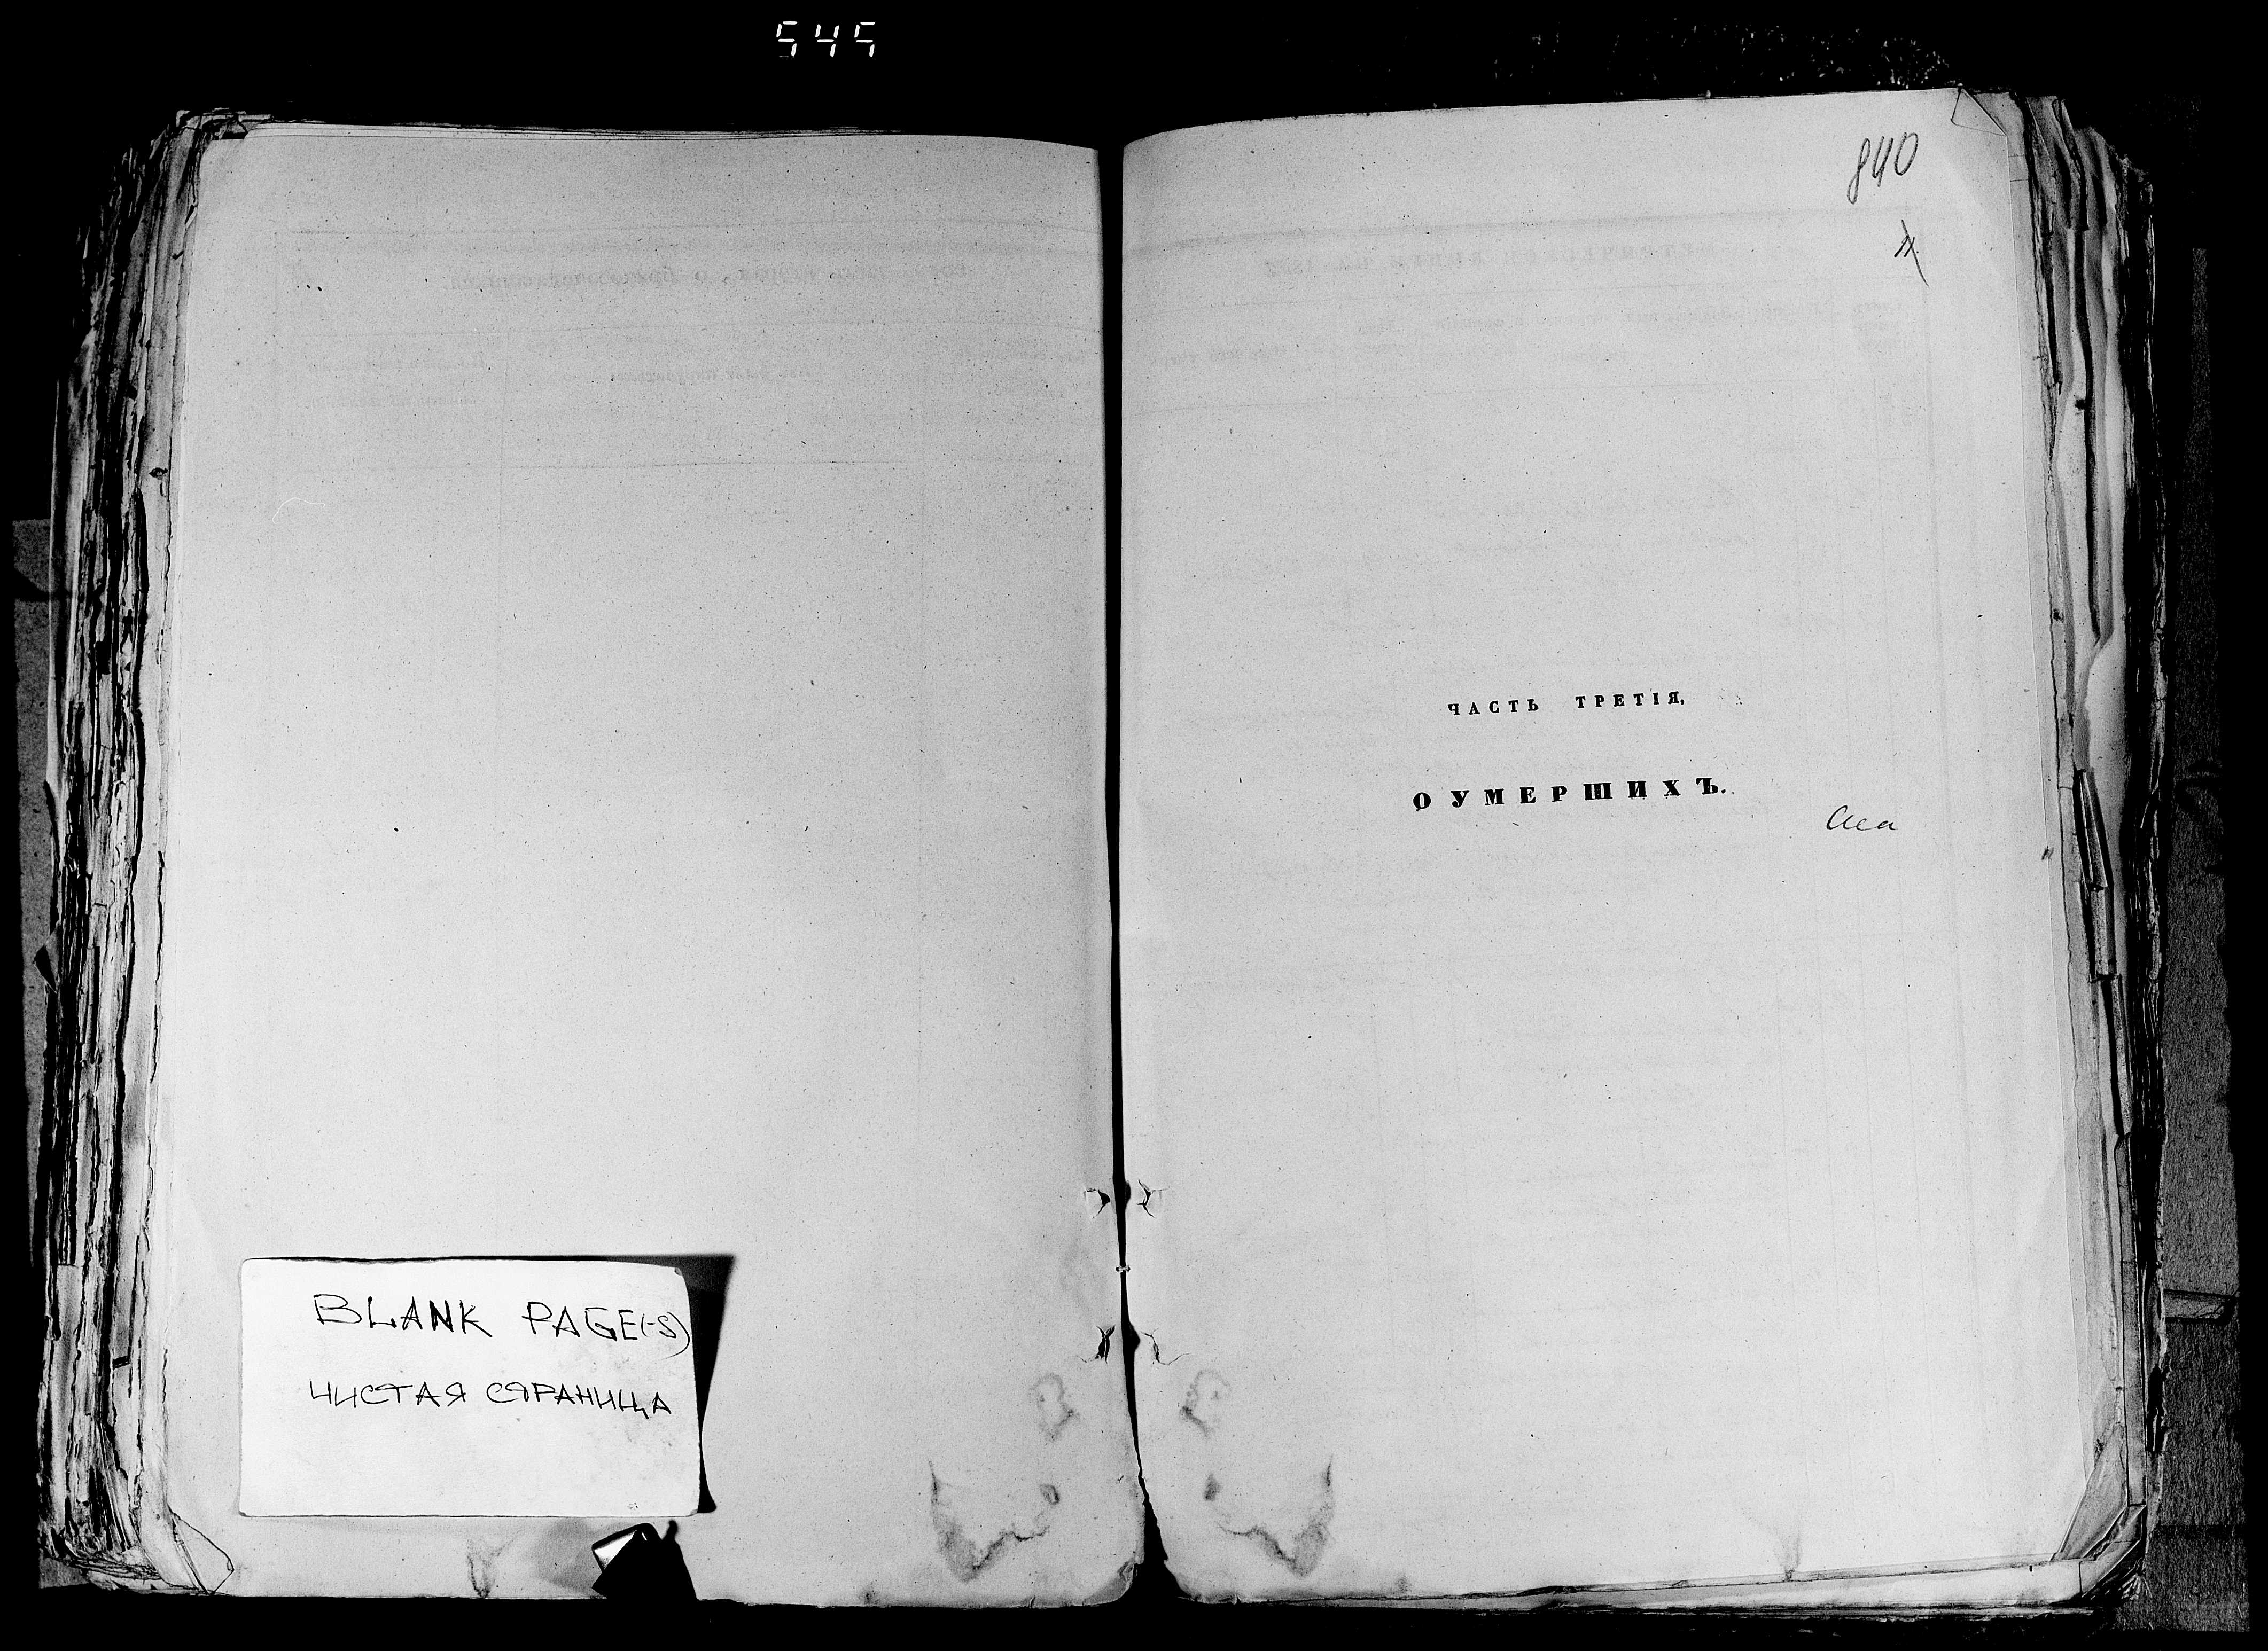 545
BLANK PAGE(-S)
ЧИСТАЯ СТРАНИЦА
840
ЧАСТЬ ТРЕТІЯ,
О УМЕРШИХЪ.